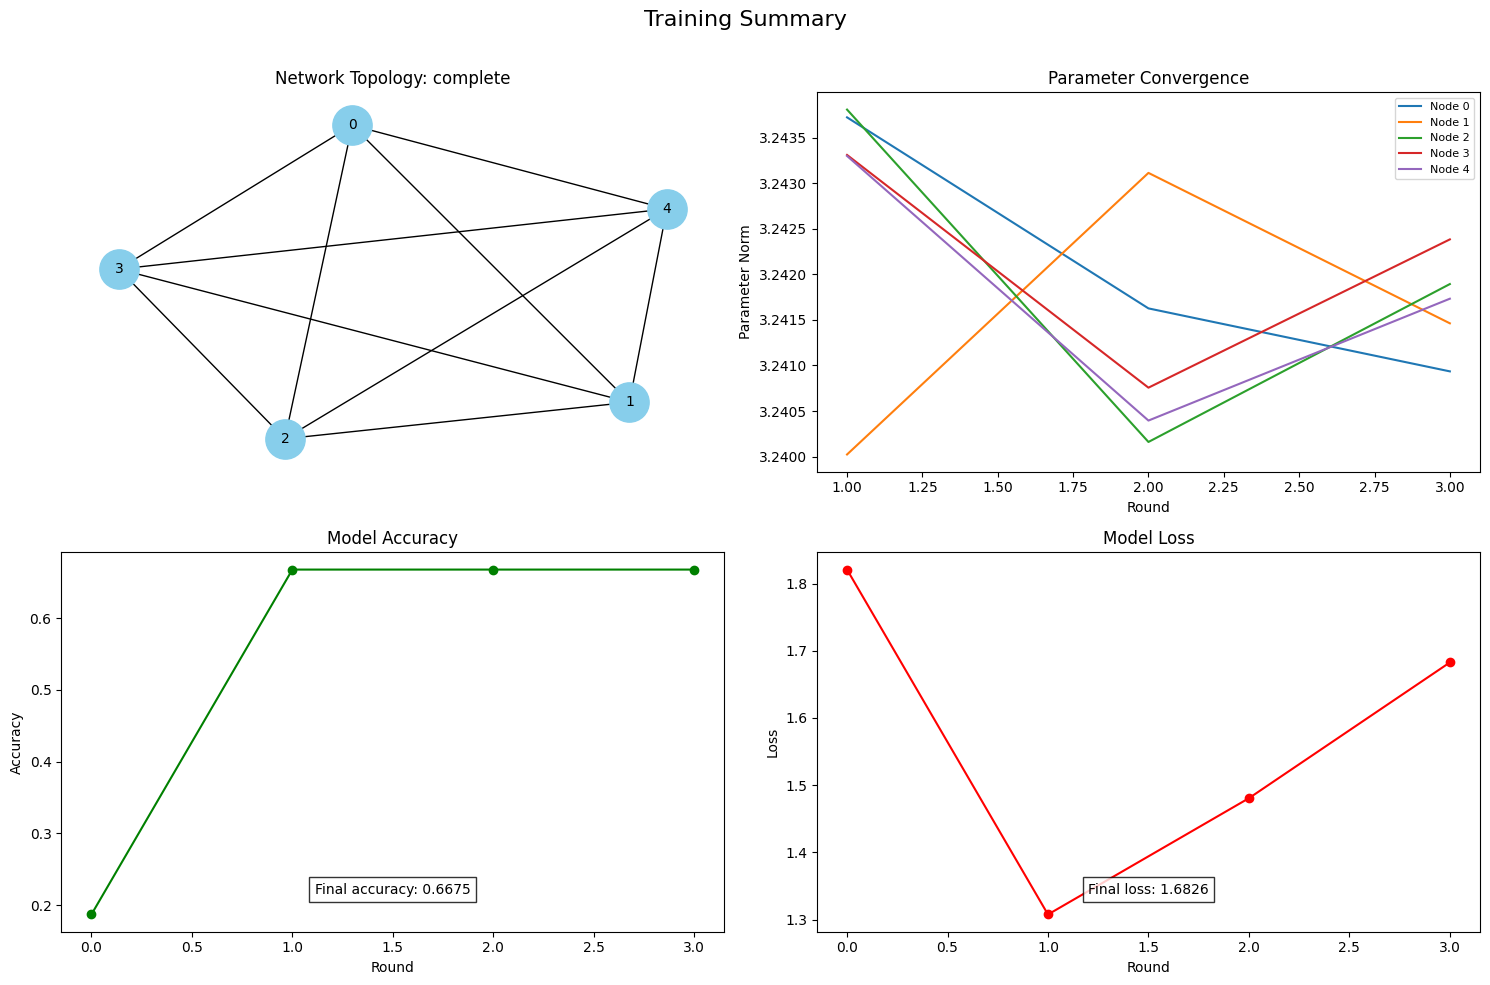 Training Summary
Network Topology: complete
0
4
3
1
2
Parameter Convergence
Node 0
Node 1
Node 2
Node 3
Node 4
3.2435
3.2430
3.2425
3.2420
3.2415
3.2410
3.2405
3.2400
Parameter Norm
1.00 1.25 1.50 1.75 2.00 2.25 2.50 2.75 3.00
Round
Model Accuracy
0.6
0.5
0.4
0.3
0.2
Accuracy
Final accuracy: 0.6675
0.0 0.5 1.0 1.5 2.0 2.5 3.0
Round
Model Loss
1.8
1.7
1.6
1.5
1.4
1.3
Loss
Final loss: 1.6826
0.0 0.5 1.0 1.5 2.0 2.5 3.0
Round